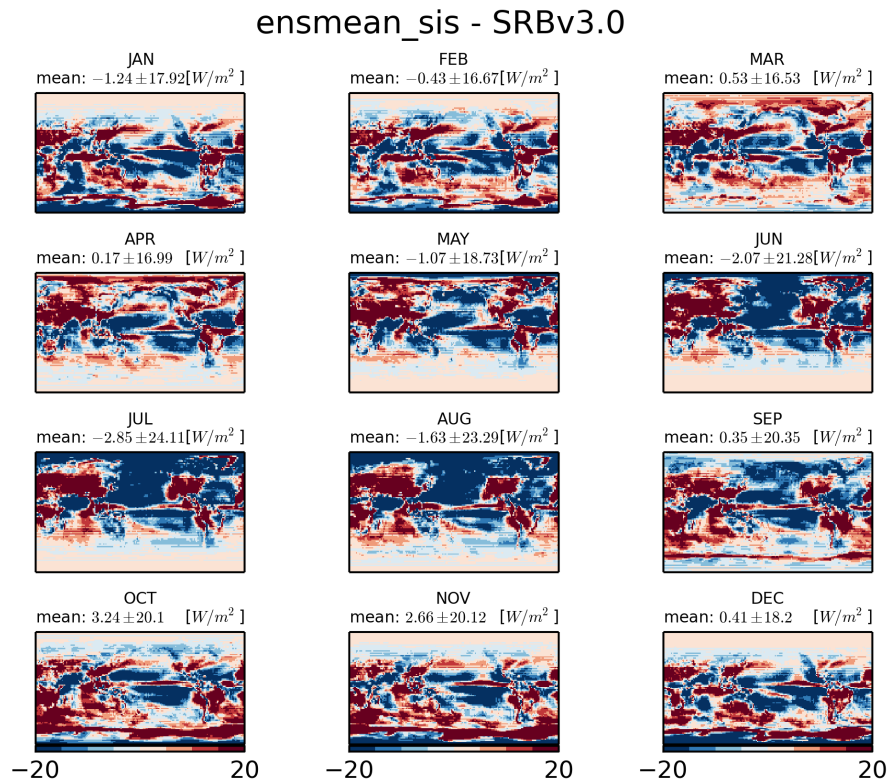 ensmean_sis - SRBv3.0
JAN FEB MAR
mean: −1.24±17.92[W/m² ] mean: −0.43±16.67[W/m² ] mean: 0.53±16.53 [W/m² ]
APR MAY JUN
mean: 0.17±16.99 [W/m² ] mean: −1.07±18.73[W/m² ] mean: −2.07±21.28[W/m² ]
JUL AUG SEP
mean: −2.85±24.11[W/m² ] mean: −1.63±23.29[W/m² ] mean: 0.35±20.35 [W/m² ]
OCT NOV DEC
mean: 3.24±20.1 [W/m² ] mean: 2.66±20.12 [W/m² ] mean: 0.41±18.2 [W/m² ]
−20 20 −20 20 −20 20